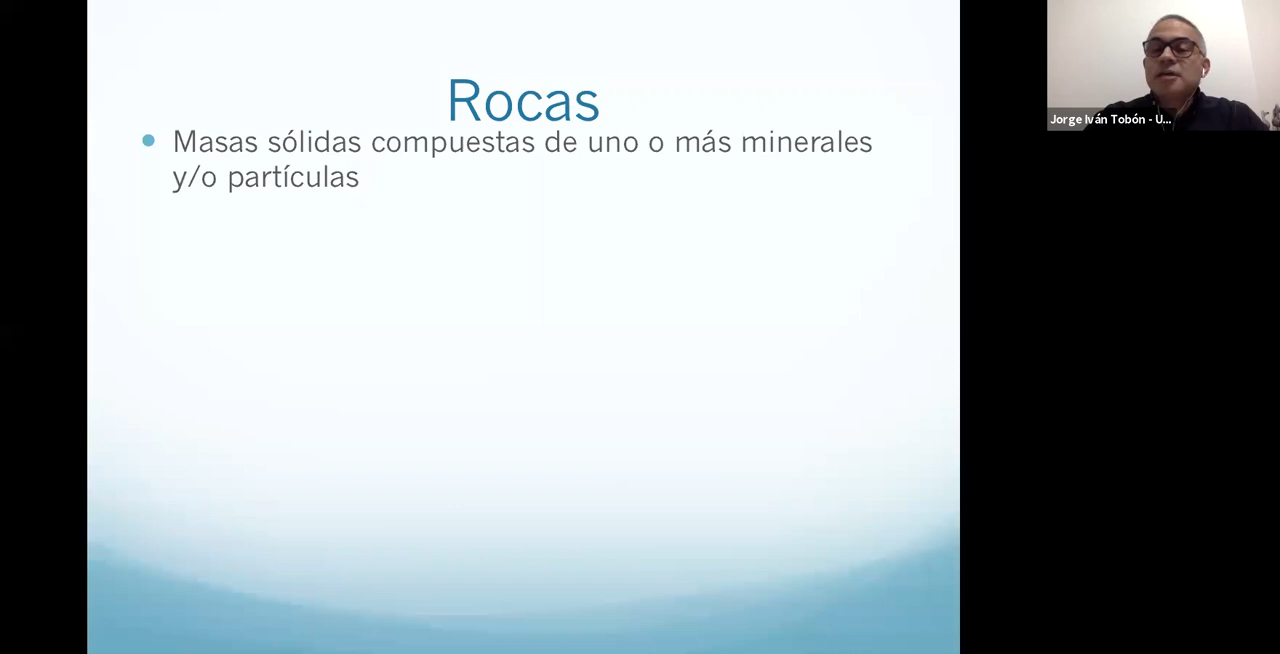 Rocas
• Masas sólidas compuestas de uno o más minerales
y/o partículas
Jorge Iván Tobón - U...